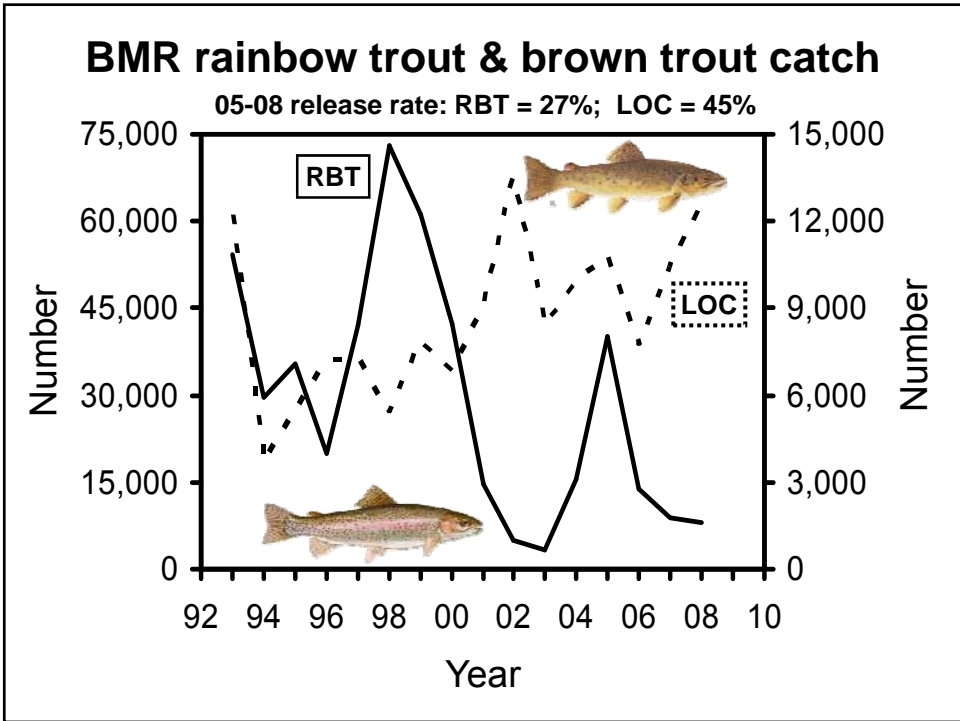 BMR rainbow trout & brown trout catch
05-08 release rate: RBT = 27%; LOC = 45%
75,000
60,000
45,000
30,000
15,000
0
Number
RBT
LOC
15,000
12,000
9,000
6,000
3,000
0
Number
92 94 96 98 00 02 04 06 08 10
Year